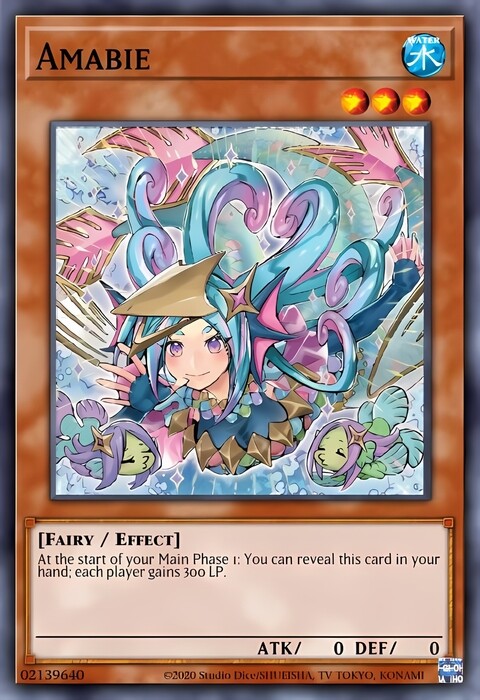 AMABIE
WATER
水
[FAIRY / EFFECT]
At the start of your Main Phase 1: You can reveal this card in your
hand; each player gains 300 LP.
ATK/ 0 DEF/ 0
02139640 ©2020 Studio Dice/SHUEISHA, TV TOKYO, KONAMI